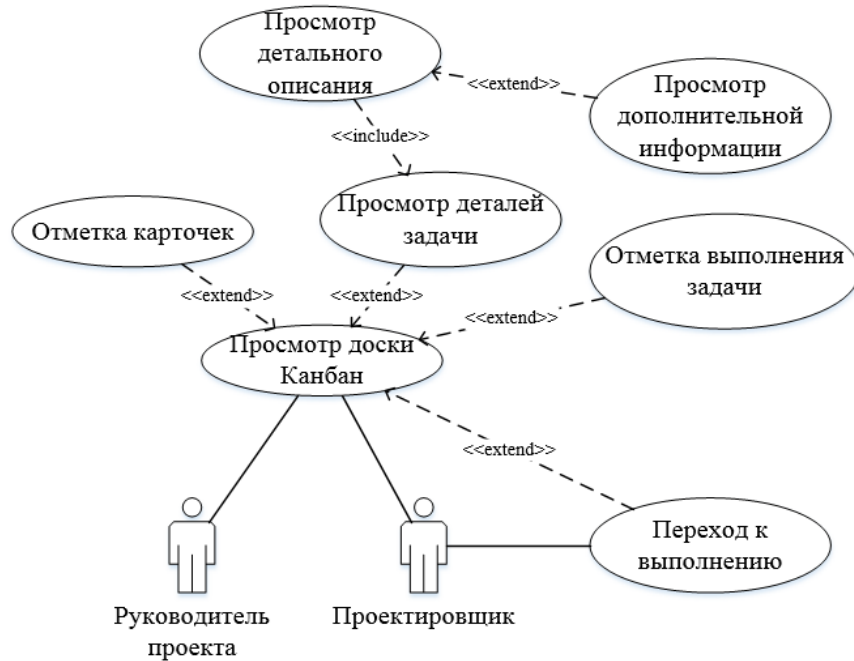 Просмотр
детального
описания
<<extend>>
Просмотр
дополнительной
информации
<<include>>
Просмотр деталей
задачи
Отметка карточек
Отметка выполнения
задачи
<<extend>>
<<extend>>
<<extend>>
Просмотр доски
Канбан
<<extend>>
Переход к
выполнению
Руководитель
проекта
Проектировщик